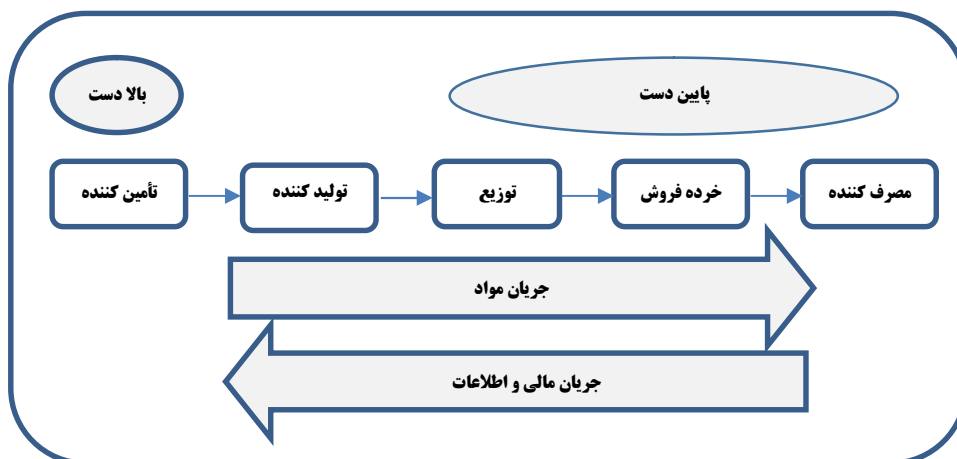 بالا دست
پایین دست
تأمین کننده
تولید کننده
توزیع
خرده فروش
مصرف کننده
جریان مواد
جریان مالی و اطلاعات